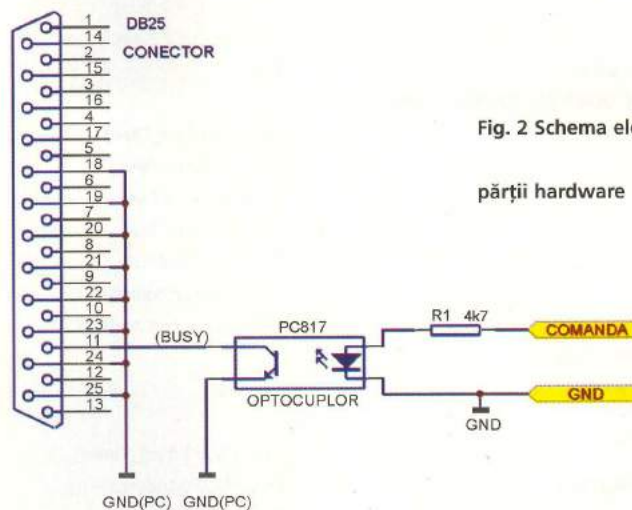 1
DB25
14
2
CONECTOR
15
3
16
4
17
5
18
6
19
7
20
8
21
9
22
10
23
11
(BUSY)
24
12
25
13
PC817
OPTOCUPLOR
R1 4k7
COMANDA
GND
GND
GND(PC) GND(PC)
Fig. 2 Schema
părții hardware